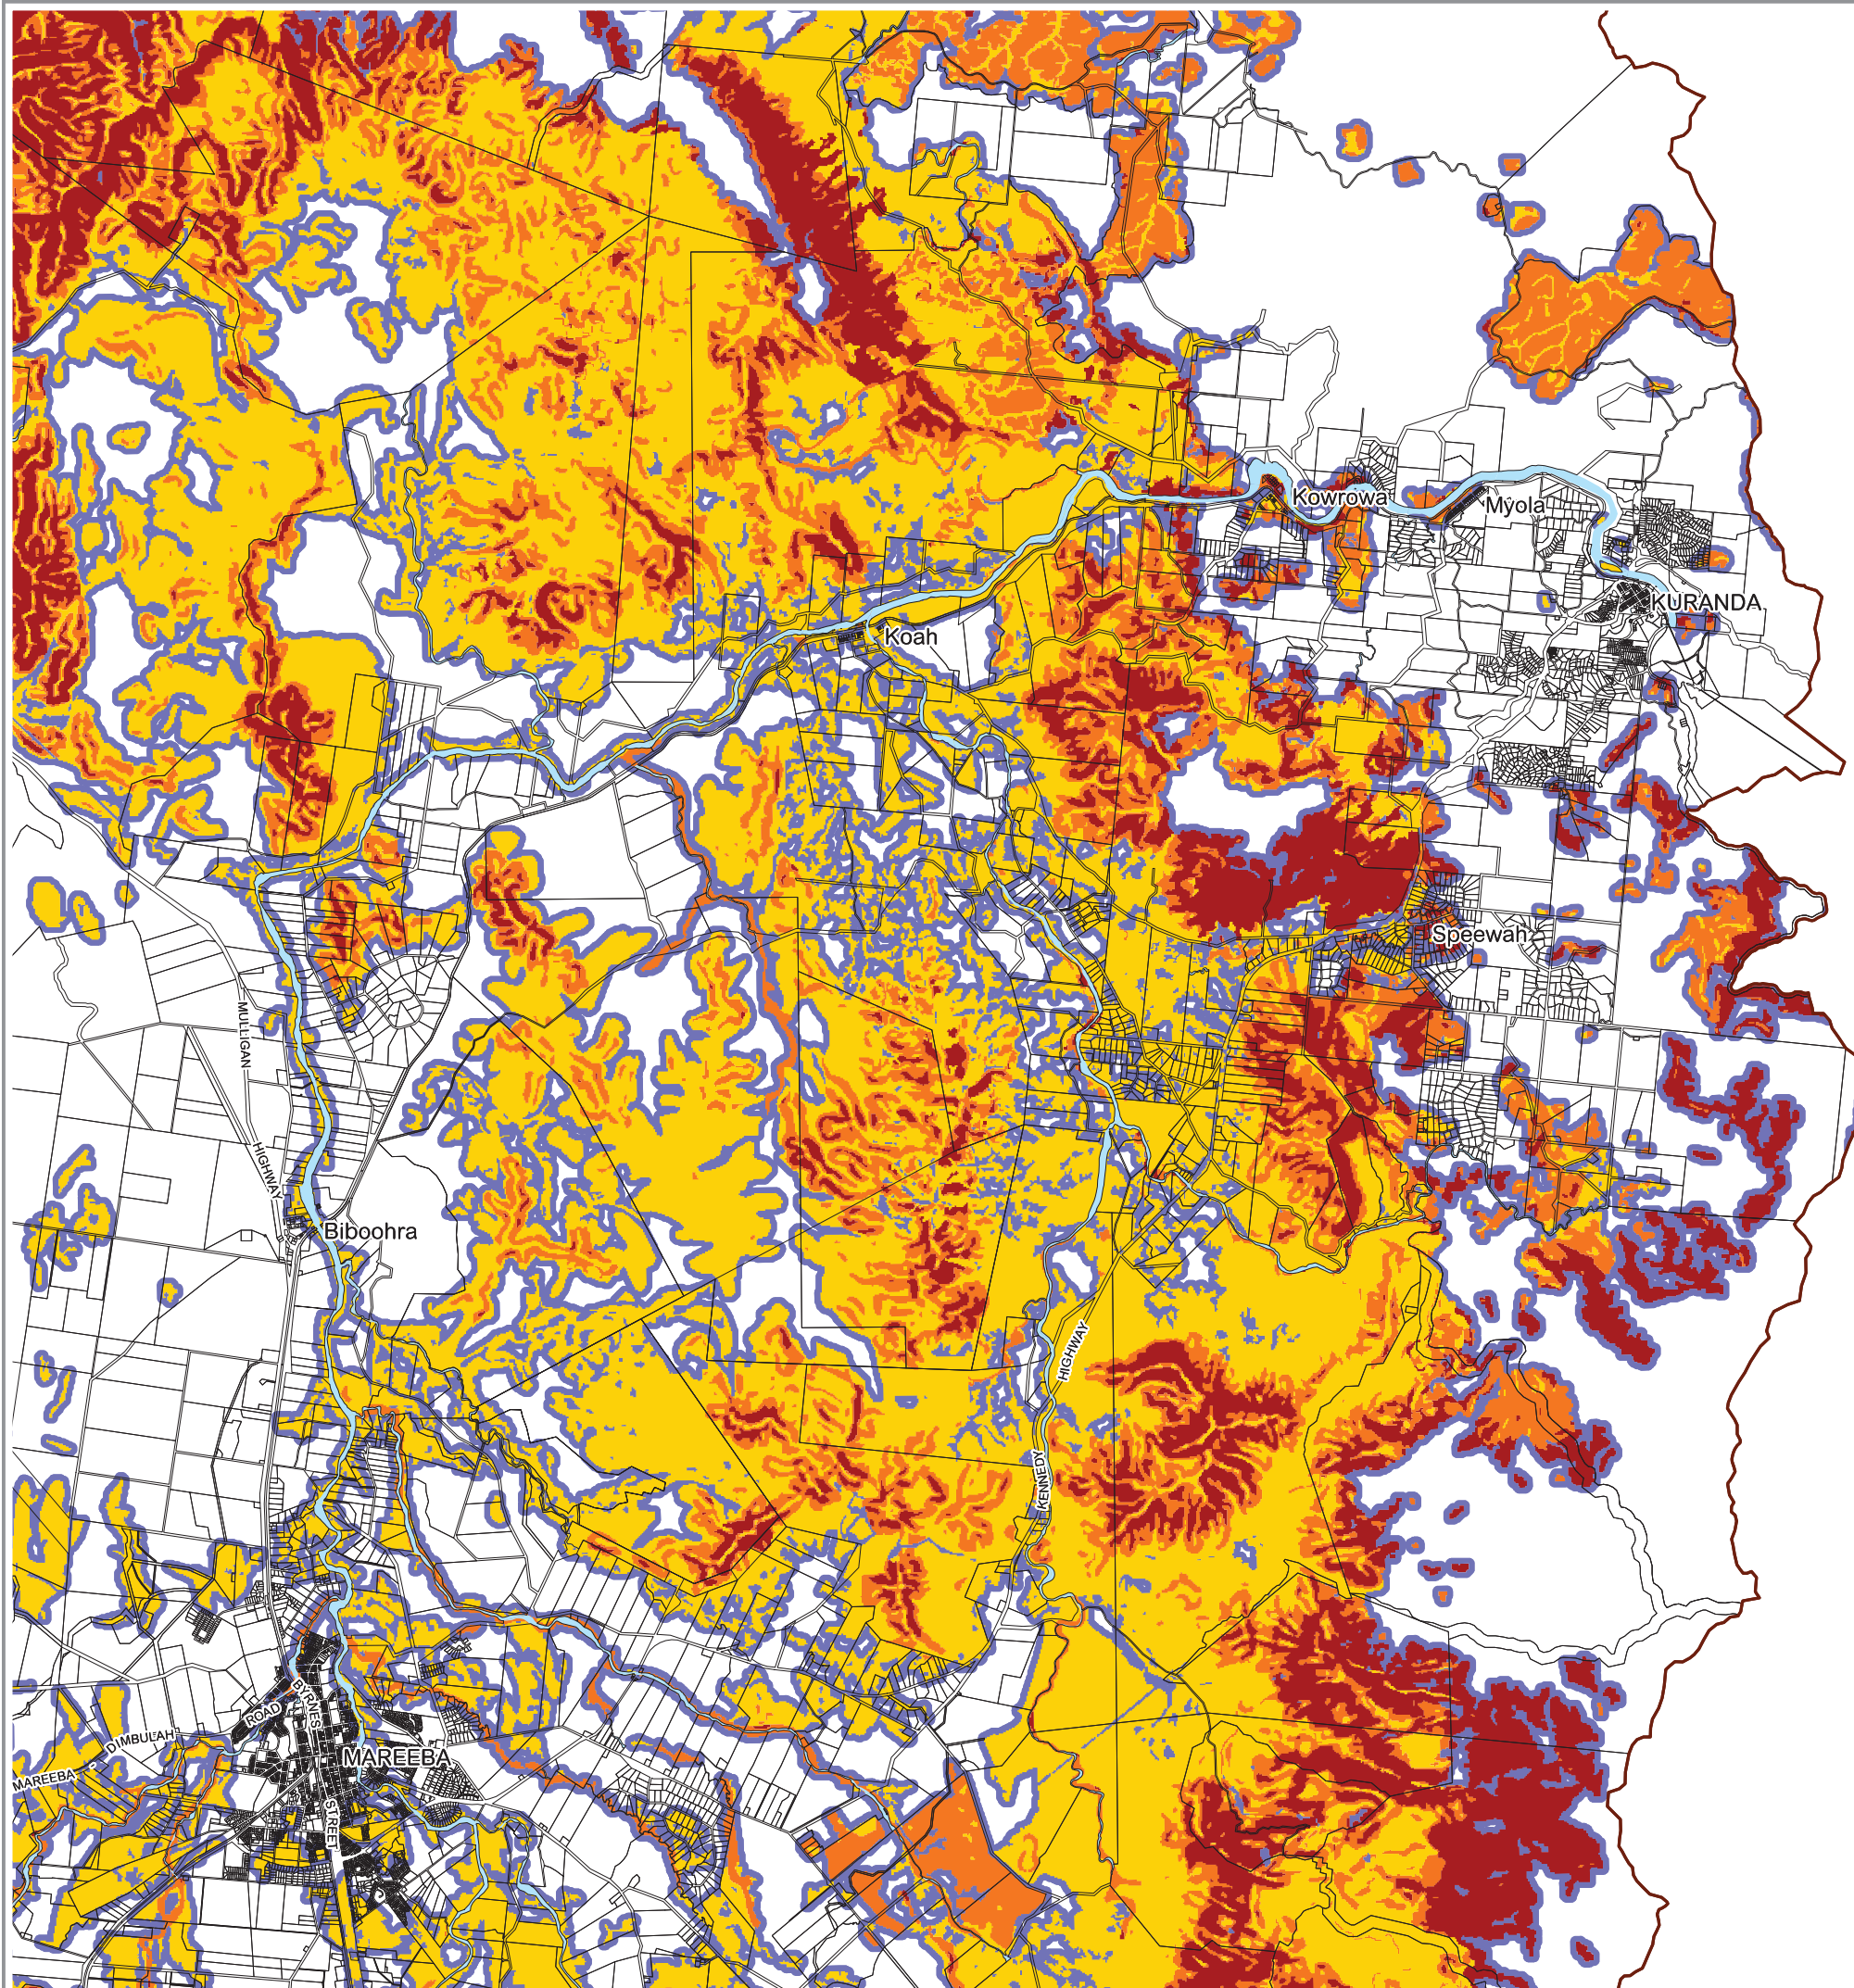 Kowrowa
Myola
KURANDA
Koah
Speewah
MULLIGAN
HIGHWAY
Biboohra
HIGHWAY
KENNEDY
BYRNES
STREET
ROAD
DIMBULAH
MAREEBA -
MAREEBA